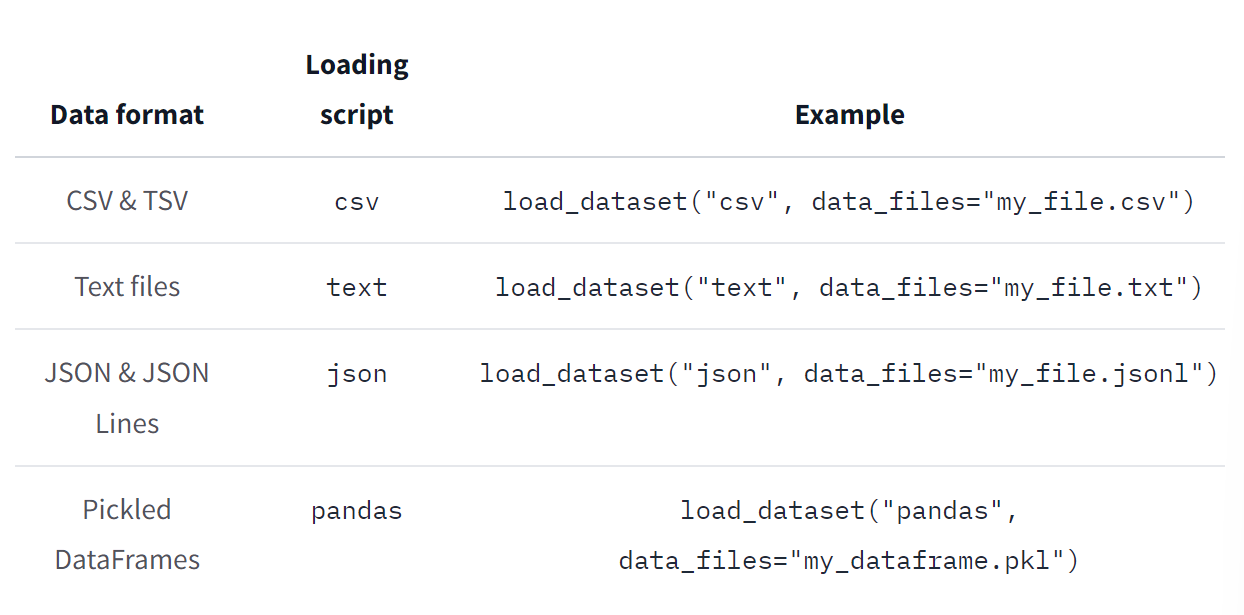 Loading
Data format script Example
CSV & TSV csv load_dataset("csv", data_files="my_file.csv")
Text files text load_dataset("text", data_files="my_file.txt")
JSON & JSON json load_dataset("json", data_files="my_file.jsonl")
Lines
Pickled pandas load_dataset("pandas",
DataFrames data_files="my_dataframe.pkl")